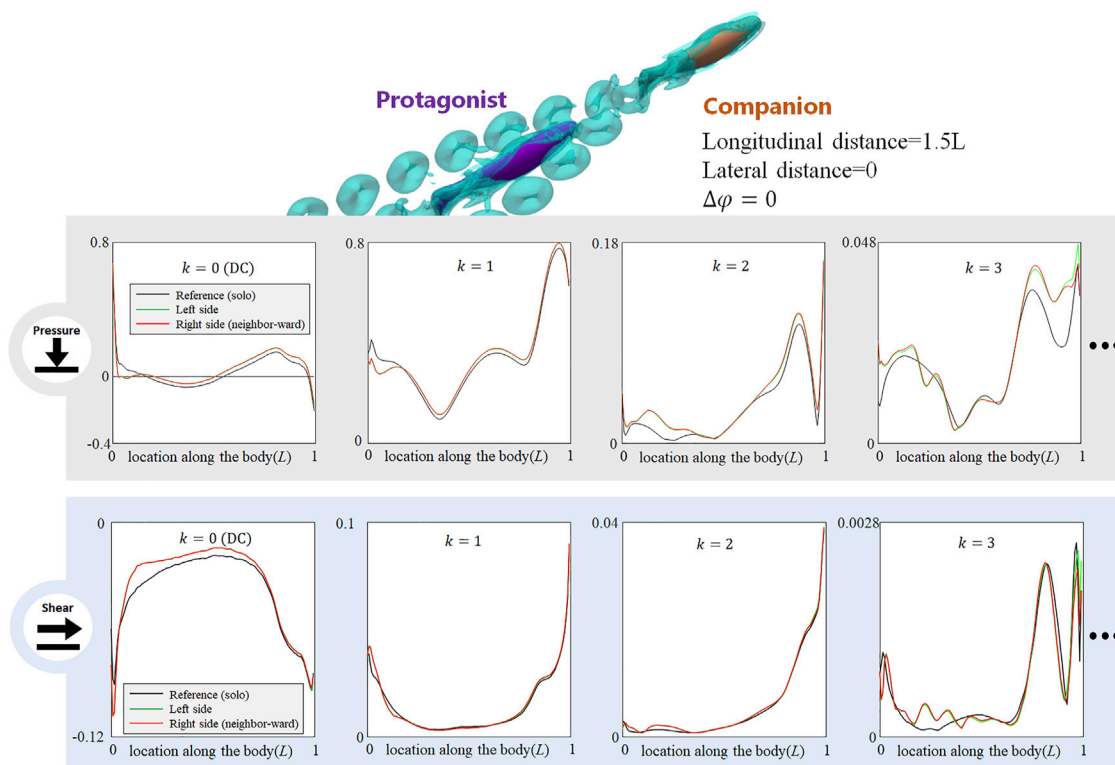 Protagonist
Companion
Longitudinal distance=1.5L
Lateral distance=0
Δφ = 0
Pressure
0.8
k = 0 (DC)
Reference (solo)
Left side
Right side (neighbor-ward)
0
-0.4
0 location along the body(L) 1
0.8
k = 1
0
0 location along the body(L) 1
0.18
k = 2
0
0 location along the body(L) 1
0.048
k = 3
0
0 location along the body(L) 1
•••
Shear
0
k = 0 (DC)
Reference (solo)
Left side
Right side (neighbor-ward)
-0.12
0 location along the body(L) 1
0.1
k = 1
0
0 location along the body(L) 1
0.04
k = 2
0
0 location along the body(L) 1
0.0028
k = 3
0
0 location along the body(L) 1
•••